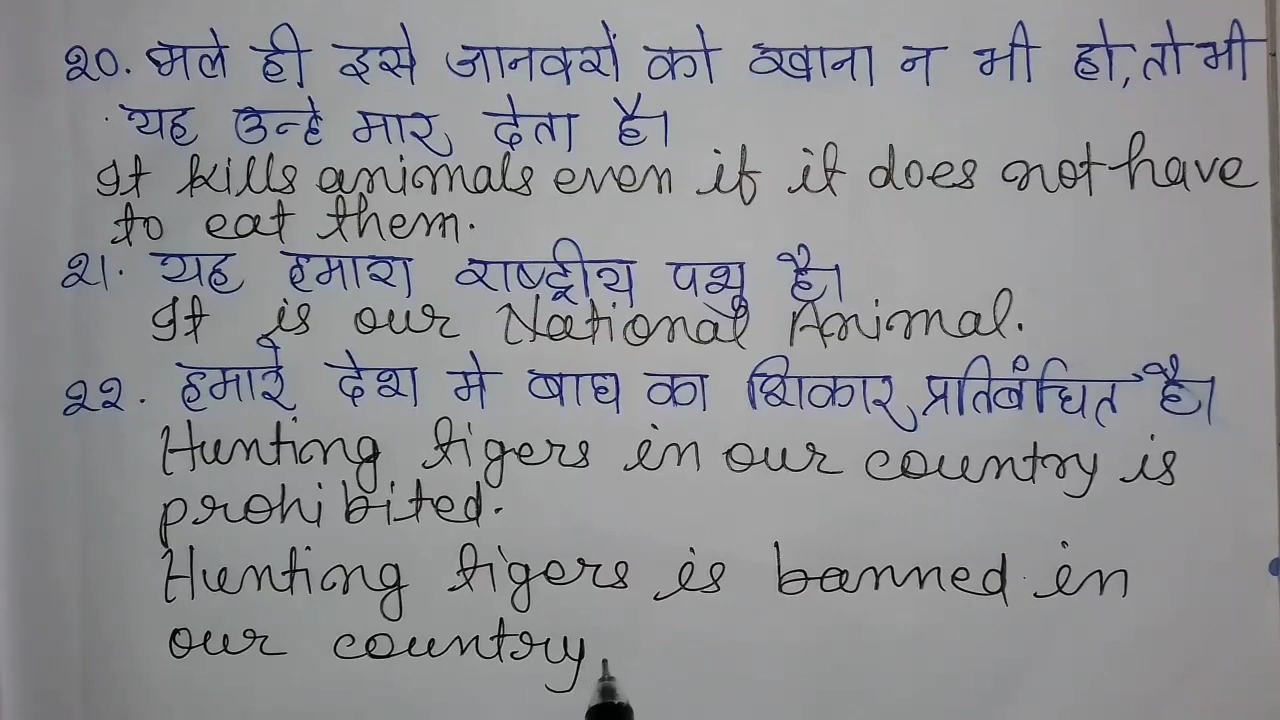 २०. भले ही इसे जानवरों को खाना न भी हो, तो भी
यह उन्हे मार देता है।
It kills animals even if it does not have
to eat them.
२१. यह हमारा राष्ट्रीय पशु है।
It is our National Animal.
२२. हमारे देश मे बाघ का शिकार प्रतिबंधित है।
Hunting tigers in our country is
prohibited.
Hunting tigers is banned in
our country.